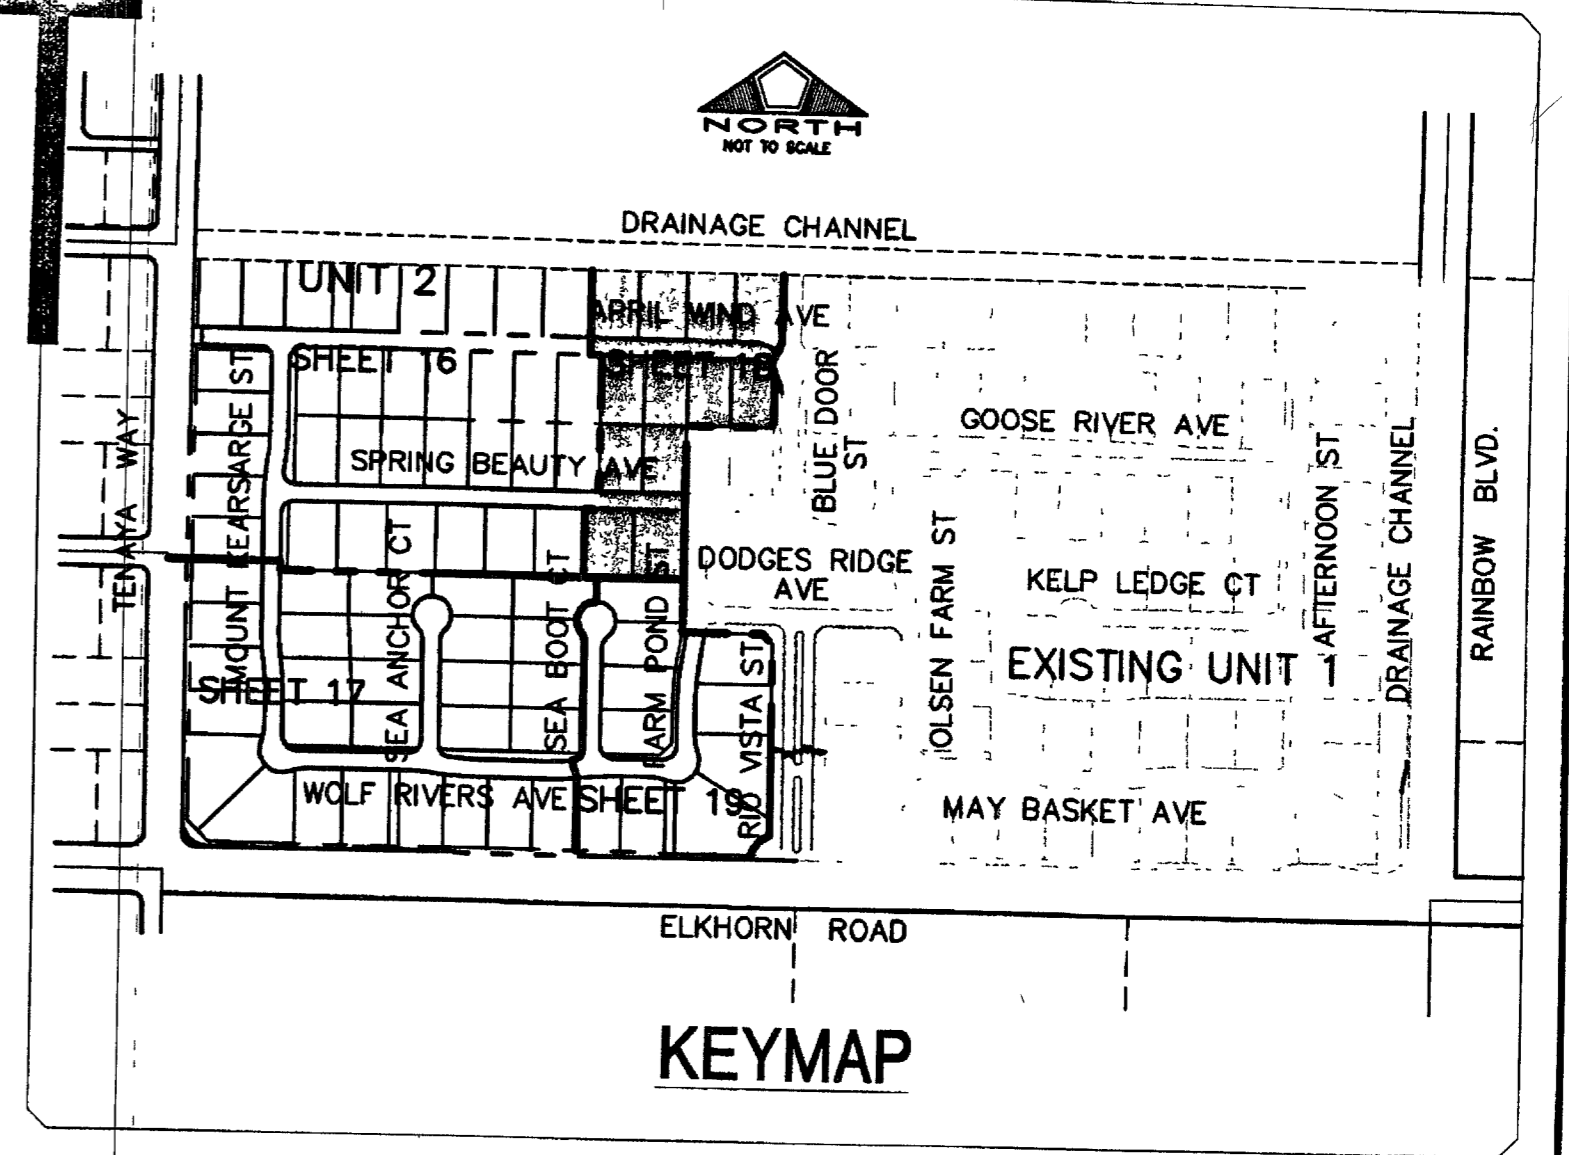 NORTH
NOT TO SCALE
DRAINAGE CHANNEL
UNIT 2
APRIL WIND AVE
SHEET 16
SHEET 18
BLUE DOOR
ST
GOOSE RIVER AVE
SPRING BEAUTY AVE
TENAYA WAY
MOUNT KEARSARGE ST
SEA ANCHOR CT
SEA BOOT CT
FARM POND ST
DODGES RIDGE
AVE
OLSEN FARM ST
KELP LEDGE CT
AFTERNOON ST
DRAINAGE CHANNEL
RAINBOW BLVD.
EXISTING UNIT 1
SHEET 17
RIO VISTA ST
WOLF RIVERS AVE
SHEET 19
MAY BASKET AVE
ELKHORN ROAD
KEYMAP